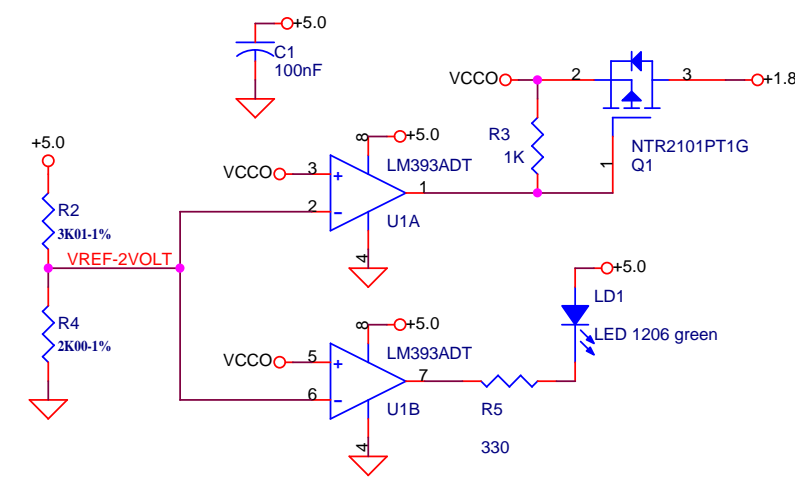 +5.0
C1
100nF
VCCO
2
3
+1.8
R3
1K
1
NTR2101PT1G
Q1
+5.0
8
+5.0
LM393ADT
VCCO
3
+
1
2
-
U1A
4
R2
3K01-1%
VREF-2VOLT
R4
2K00-1%
+5.0
LD1
LED 1206 green
8
+5.0
LM393ADT
VCCO
5
+
7
6
-
U1B
4
R5
330